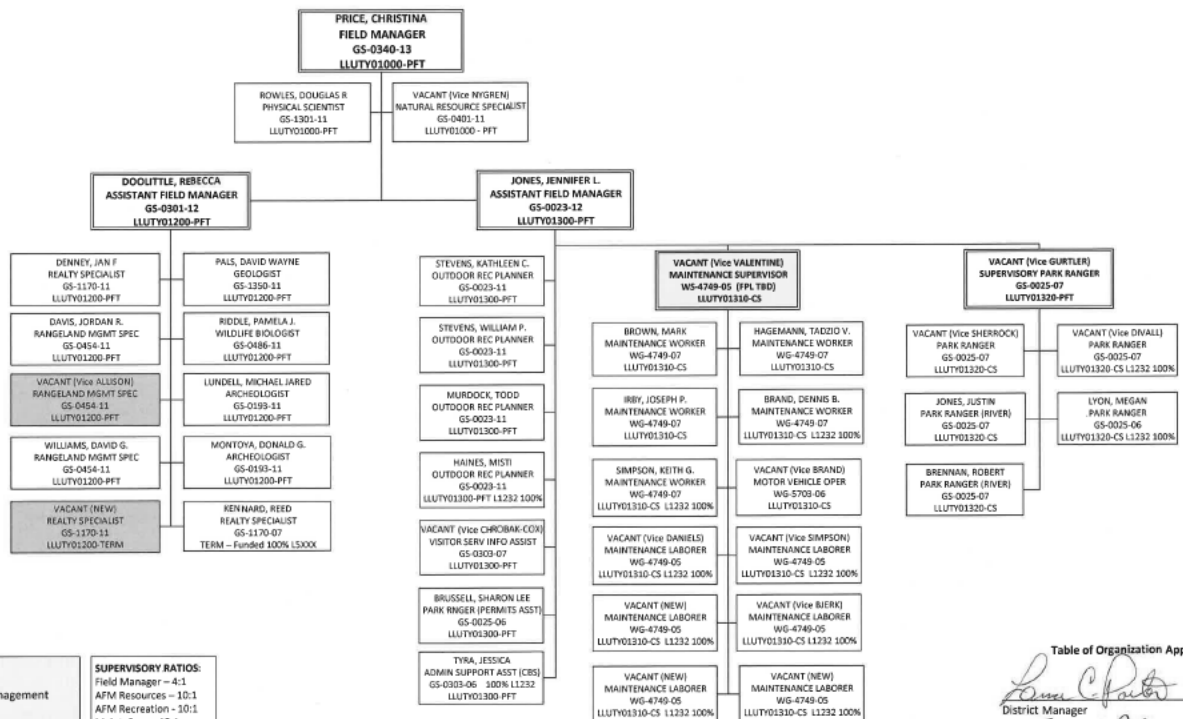 PRICE, CHRISTINA
FIELD MANAGER
GS-0340-13
LLUTY01000-PFT
ROWLES, DOUGLAS R
PHYSICAL SCIENTIST
GS-1301-11
LLUTY01000-PFT
VACANT (Vice NYGREN)
NATURAL RESOURCE SPECIALIST
GS-0401-11
LLUTY01000 - PFT
DOOLITTLE, REBECCA
ASSISTANT FIELD MANAGER
GS-0301-12
LLUTY01200-PFT
JONES, JENNIFER L.
ASSISTANT FIELD MANAGER
GS-0023-12
LLUTY01300-PFT
DENNEY, JAN F
REALTY SPECIALIST
GS-1170-11
LLUTY01200-PFT
PALS, DAVID WAYNE
GEOLOGIST
GS-1350-11
LLUTY01200-PFT
DAVIS, JORDAN R.
RANGELAND MGMT SPEC
GS-0454-11
LLUTY01200-PFT
RIDDLE, PAMELA J.
WILDLIFE BIOLOGIST
GS-0486-11
LLUTY01200-PFT
VACANT (Vice ALLISON)
RANGELAND MGMT SPEC
GS-0454-11
LLUTY01200-PFT
LUNDELL, MICHAEL JARED
ARCHEOLOGIST
GS-0193-11
LLUTY01200-PFT
WILLIAMS, DAVID G.
RANGELAND MGMT SPEC
GS-0454-11
LLUTY01200-PFT
MONTOYA, DONALD G.
ARCHEOLOGIST
GS-0193-11
LLUTY01200-PFT
VACANT (NEW)
REALTY SPECIALIST
GS-1170-11
LLUTY01200-TERM
KENNARD, REED
REALTY SPECIALIST
GS-1170-07
TERM – Funded 100% L5XXX
STEVENS, KATHLEEN C.
OUTDOOR REC PLANNER
GS-0023-11
LLUTY01300-PFT
STEVENS, WILLIAM P.
OUTDOOR REC PLANNER
GS-0023-11
LLUTY01300-PFT
MURDOCK, TODD
OUTDOOR REC PLANNER
GS-0023-11
LLUTY01300-PFT
HAINES, MISTI
OUTDOOR REC PLANNER
GS-0023-11
LLUTY01300-PFT L1232 100%
VACANT (Vice CHROBAK-COX)
VISITOR SERV INFO ASSIST
GS-0303-07
LLUTY01300-PFT
BRUSSELL, SHARON LEE
PARK RNGER (PERMITS ASST)
GS-0025-06
LLUTY01300-PFT
TYRA, JESSICA
ADMIN SUPPORT ASST (CBS)
GS-0303-06 100% L1232
LLUTY01300-PFT
VACANT (Vice VALENTINE)
MAINTENANCE SUPERVISOR
WS-4749-05 (FPL TBD)
LLUTY01310-CS
BROWN, MARK
MAINTENANCE WORKER
WG-4749-07
LLUTY01310-CS
HAGEMANN, TADZIO V.
MAINTENANCE WORKER
WG-4749-07
LLUTY01310-CS
IRBY, JOSEPH P.
MAINTENANCE WORKER
WG-4749-07
LLUTY01310-CS
BRAND, DENNIS B.
MAINTENANCE WORKER
WG-4749-07
LLUTY01310-CS L1232 100%
SIMPSON, KEITH G.
MAINTENANCE WORKER
WG-4749-07
LLUTY01310-CS L1232 100%
VACANT (Vice BRAND)
MOTOR VEHICLE OPER
WG-5703-06
LLUTY01310-CS
VACANT (Vice DANIELS)
MAINTENANCE LABORER
WG-4749-05
LLUTY01310-CS L1232 100%
VACANT (Vice SIMPSON)
MAINTENANCE LABORER
WG-4749-05
LLUTY01310-CS L1232 100%
VACANT (NEW)
MAINTENANCE LABORER
WG-4749-05
LLUTY01310-CS L1232 100%
VACANT (Vice BJERK)
MAINTENANCE LABORER
WG-4749-05
LLUTY01310-CS L1232 100%
VACANT (NEW)
MAINTENANCE LABORER
WG-4749-05
LLUTY01310-CS L1232 100%
VACANT (NEW)
MAINTENANCE LABORER
WG-4749-05
LLUTY01310-CS L1232 100%
VACANT (Vice GURTLER)
SUPERVISORY PARK RANGER
GS-0025-07
LLUTY01320-PFT
VACANT (Vice SHERROCK)
PARK RANGER
GS-0025-07
LLUTY01320-CS
VACANT (Vice DIVALL)
PARK RANGER
GS-0025-07
LLUTY01320-CS L1232 100%
JONES, JUSTIN
PARK RANGER (RIVER)
GS-0025-07
LLUTY01320-CS
LYON, MEGAN
.PARK RANGER
GS-0025-06
LLUTY01320-CS L1232 100%
BRENNAN, ROBERT
PARK RANGER (RIVER)
GS-0025-07
LLUTY01320-CS
nagement
SUPERVISORY RATIOS:
Field Manager – 4:1
AFM Resources – 10:1
AFM Recreation - 10:1
Table of Organization App
District Manager